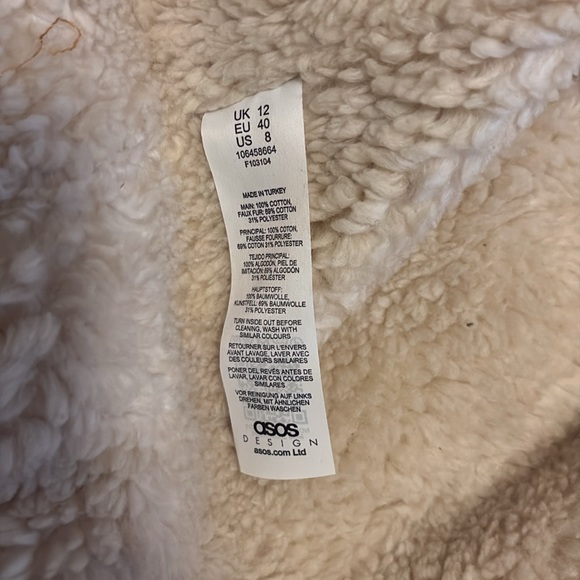 UK 12
EU 40
US 8
106458664
F103104
MADE IN TURKEY
MAIN: 100% COTTON,
FAUX FUR: 69% COTTON
31% POLYESTER
PRINCIPAL: 100% COTON,
FAUSSE FOURRURE:
69% COTON 31% POLYESTER
TEJIDO PRINCIPAL:
100% ALGODÓN, PIEL DE
IMITACIÓN: 69% ALGODÓN
31% POLIÉSTER
HAUPTSTOFF:
100% BAUMWOLLE,
KUNSTFELL: 69% BAUMWOLLE
31% POLYESTER
TURN INSIDE OUT BEFORE
CLEANING, WASH WITH
SIMILAR COLOURS
RETOURNER SUR L'ENVERS
AVANT LAVAGE, LAVER AVEC
DES COULEURS SIMILAIRES
PONER DEL REVÉS ANTES DE
LAVAR, LAVAR CON COLORES
SIMILARES
VOR REINIGUNG AUF LINKS
DREHEN, MIT ÄHNLICHEN
FARBEN WASCHEN
asos
DESIGN
asos.com Ltd